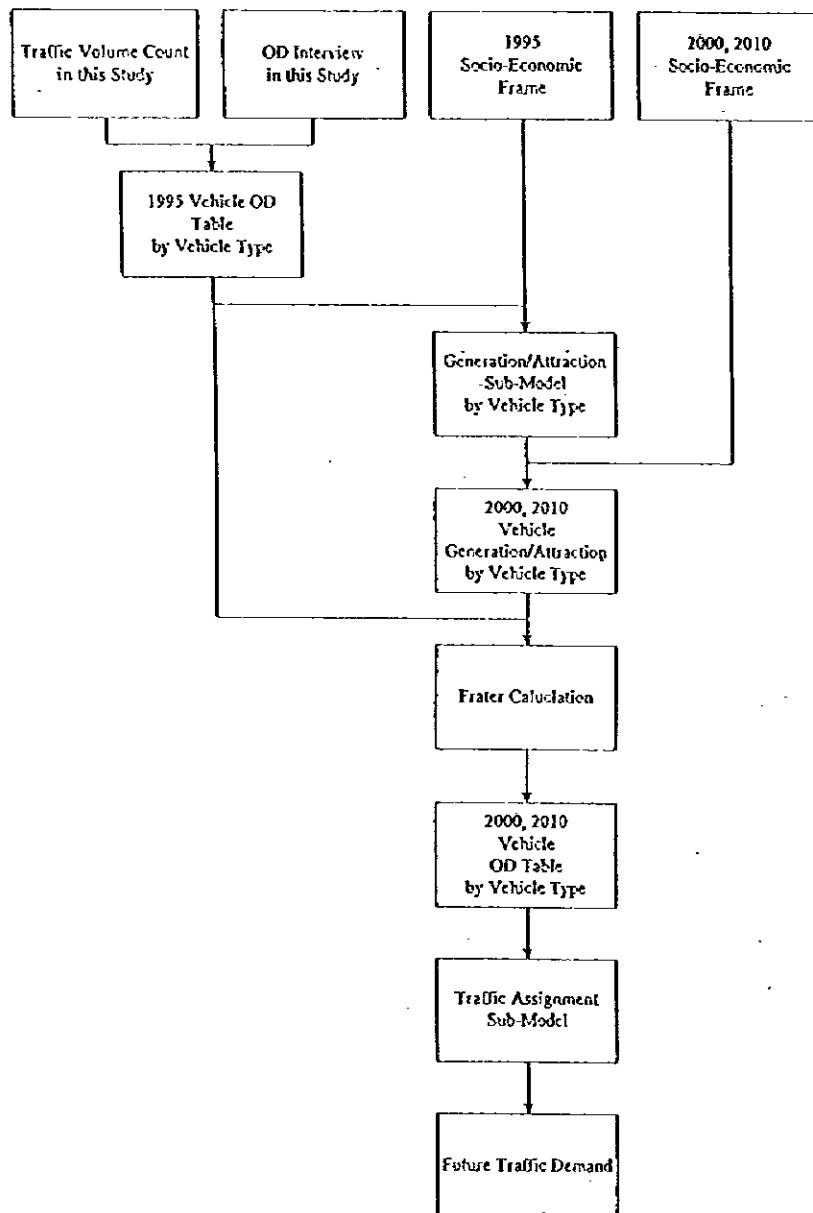 Traffic Volume Count
in this Study
OD Interview
in this Study
1995
Socio-Economic
Frame
2000, 2010
Socio-Economic
Frame
1995 Vehicle OD
Table
by Vehicle Type
Generation/Attraction
-Sub-Model
by Vehicle Type
2000, 2010
Vehicle
Generation/Attraction
by Vehicle Type
Frater Caluclation
2000, 2010
Vehicle
OD Table
by Vehicle Type
Traffic Assignment
Sub-Model
Future Traffic Demand